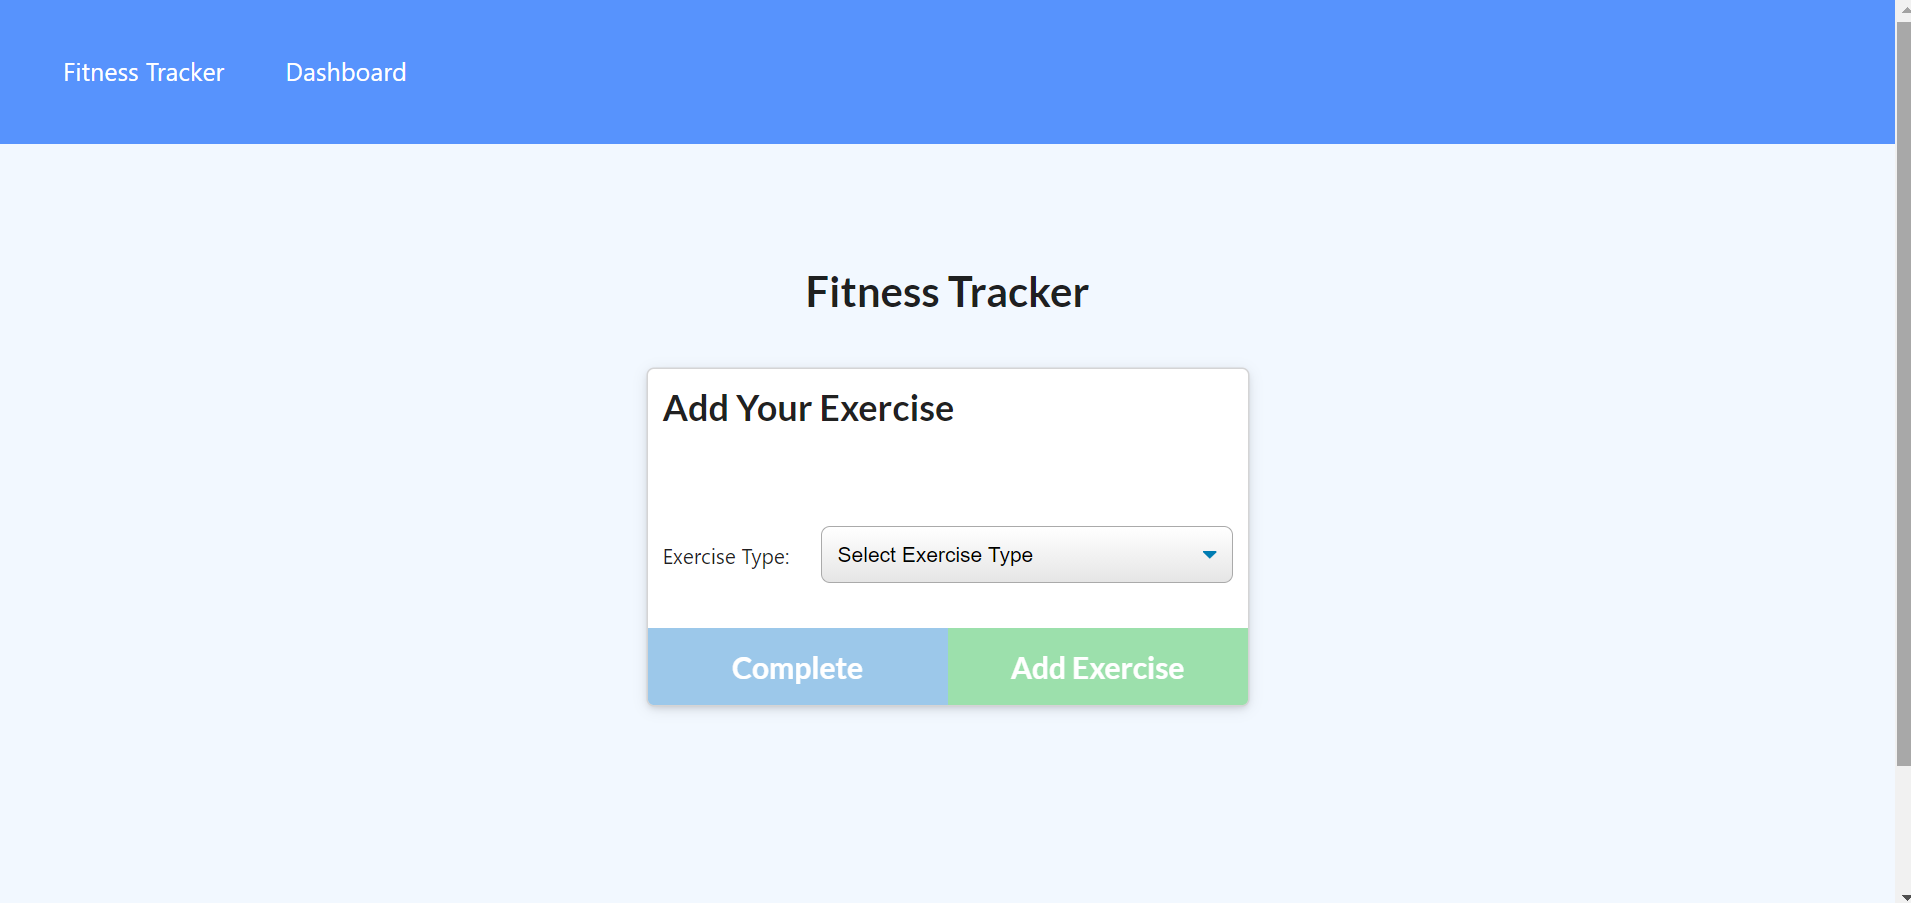 Fitness Tracker Dashboard
Fitness Tracker
Add Your Exercise
Exercise Type: Select Exercise Type
Complete Add Exercise